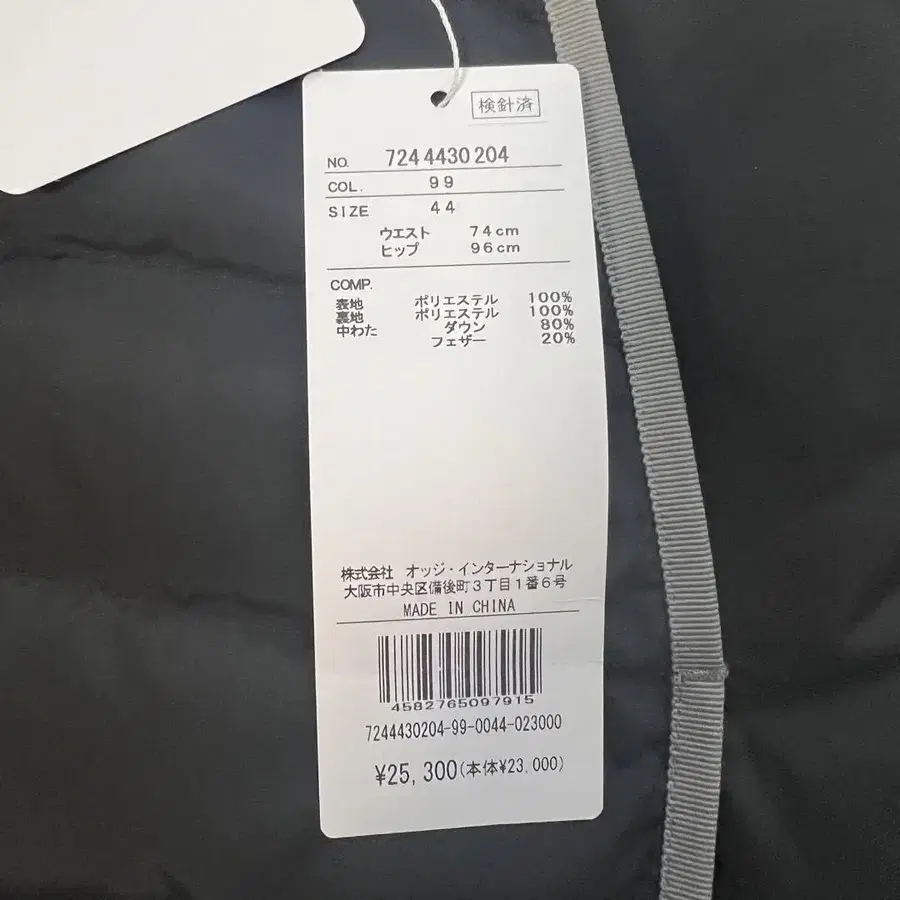 検針済
NO. 7244430204
COL. 99
SIZE 44
ウエスト 74cm
ヒップ 96cm
COMP.
表地 ポリエステル 100%
裏地 ポリエステル 100%
中わた ダウン 80%
フェザー 20%
株式会社 オッジ・インターナショナル
大阪市中央区備後町3丁目1番6号
MADE IN CHINA
4582765097915
7244430204-99-0044-023000
¥25,300(本体¥23,000)